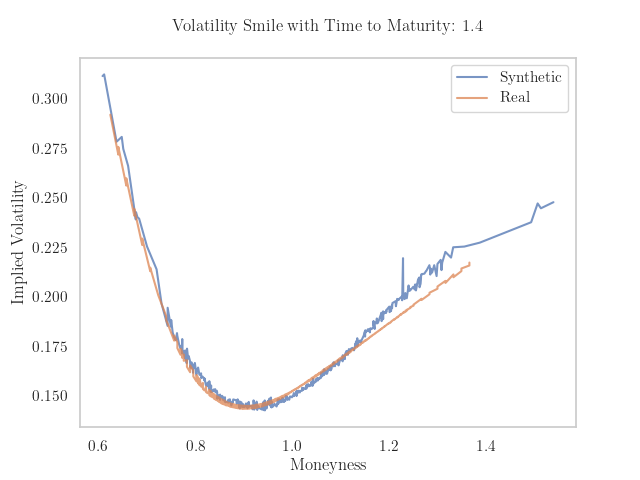 Volatility Smile with Time to Maturity: 1.4
Synthetic
Real
0.300
0.275
0.250
0.225
0.200
0.175
0.150
Implied Volatility
0.6 0.8 1.0 1.2 1.4
Moneyness